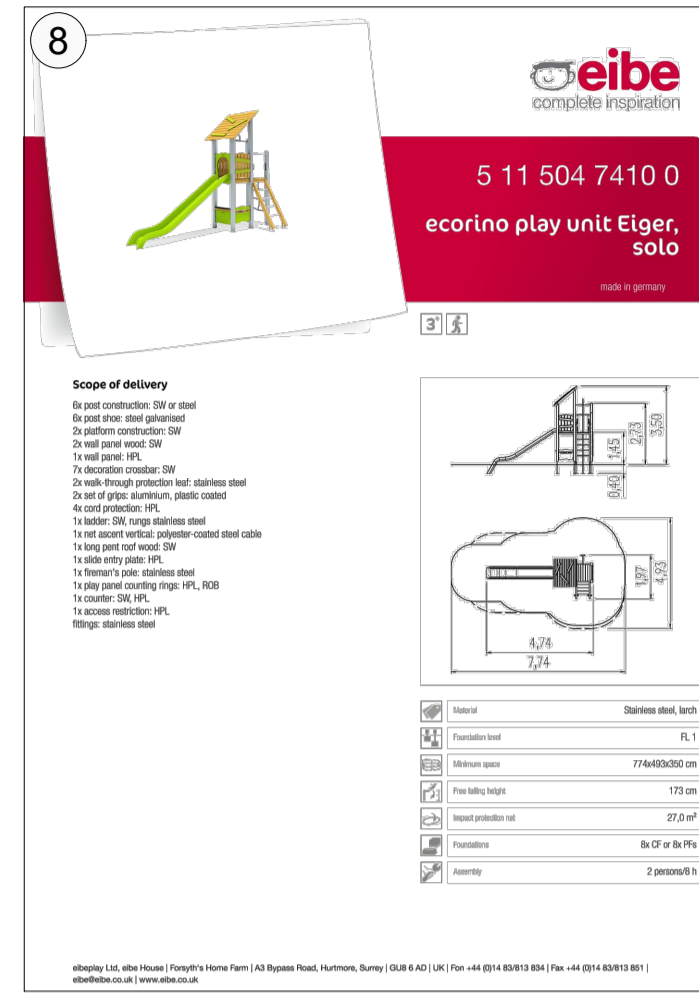 8
eibe
complete inspiration
5 11 504 7410 0
ecorino play unit Eiger,
solo
made in germany
3+
Scope of delivery
6x post construction: SW or steel
6x post shoe: steel galvanised
2x platform construction: SW
2x wall panel wood: SW
1x wall panel: HPL
7x decoration crossbar: SW
2x walk-through protection leaf: stainless steel
2x set of grips: aluminium, plastic coated
4x cord protection: HPL
1x ladder: SW, rungs stainless steel
1x net ascent vertical: polyester-coated steel cable
1x long pent roof wood: SW
1x slide entry plate: HPL
1x fireman's pole: stainless steel
1x play panel counting rings: HPL, ROB
1x counter: SW, HPL
1x access restriction: HPL
fittings: stainless steel
1,45
2,73
3,50
0,40
1,97
4,93
4,74
7,74
Material Stainless steel, larch
Foundation level FL 1
Minimum space 774x493x350 cm
Free falling height 173 cm
Impact protection net 27,0 m²
Foundations 8x CF or 8x PFs
Assembly 2 persons/8 h
eibeplay Ltd, eibe House | Forsyth's Home Farm | A3 Bypass Road, Hurtmore, Surrey | GU8 6 AD | UK | Fon +44 (0)14 83/813 834 | Fax +44 (0)14 83/813 851 |
eibe@eibe.co.uk | www.eibe.co.uk